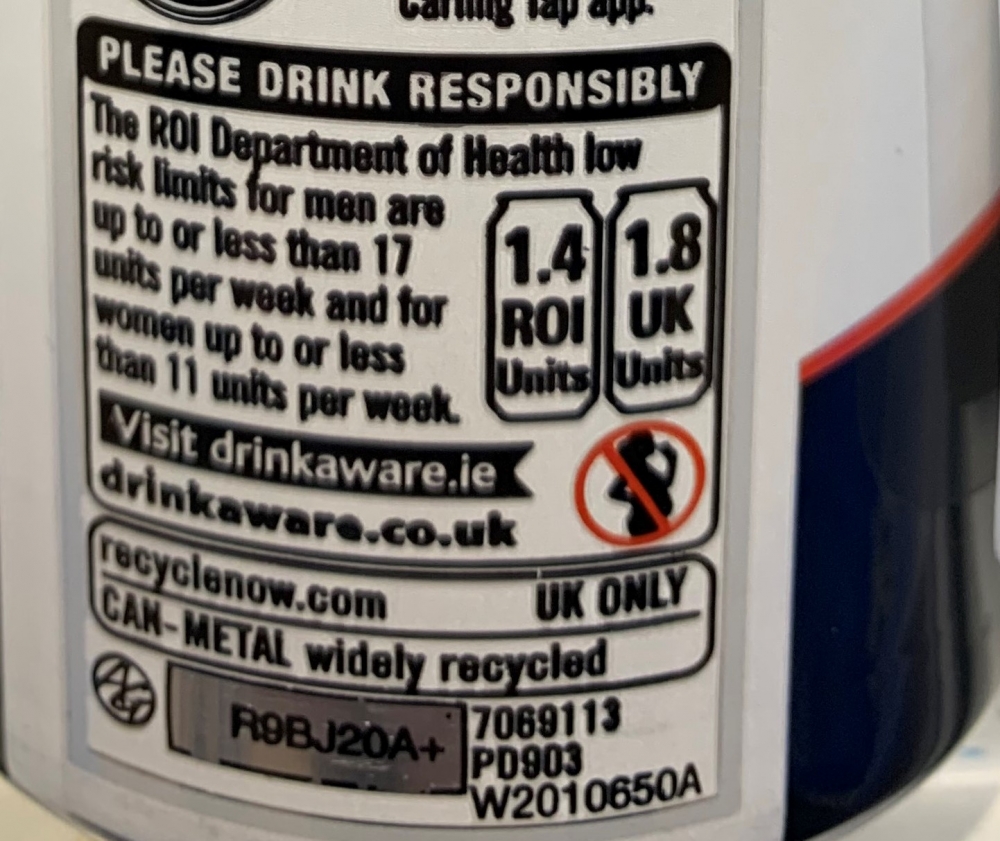 Carling Tap app.
PLEASE DRINK RESPONSIBLY
The ROI Department of Health low
risk limits for men are
up to or less than 17
units per week and for
women up to or less
than 11 units per week.
1.4
ROI
Units
1.8
UK
Units
Visit drinkaware.ie
drinkaware.co.uk
recyclenow.com UK ONLY
CAN-METAL widely recycled
R9BJ20A+
7069113
PD903
W2010650A